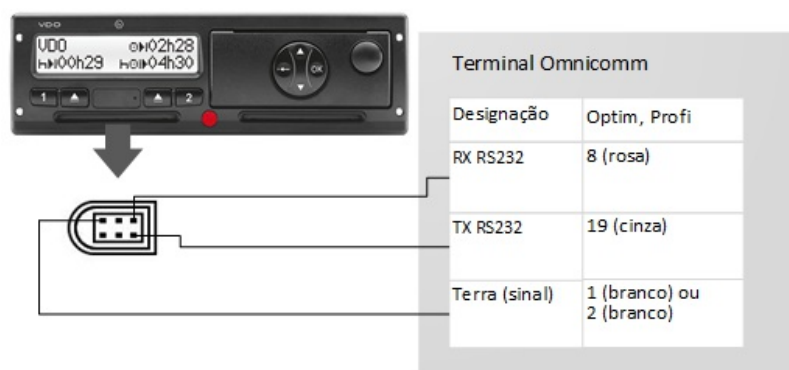 VDO
VDO 02h28
00h29 04h30
1 2
Terminal Omnicomm
Designação Optim, Profi
RX RS232 8 (rosa)
TX RS232 19 (cinza)
Terra (sinal) 1 (branco) ou
2 (branco)
OK